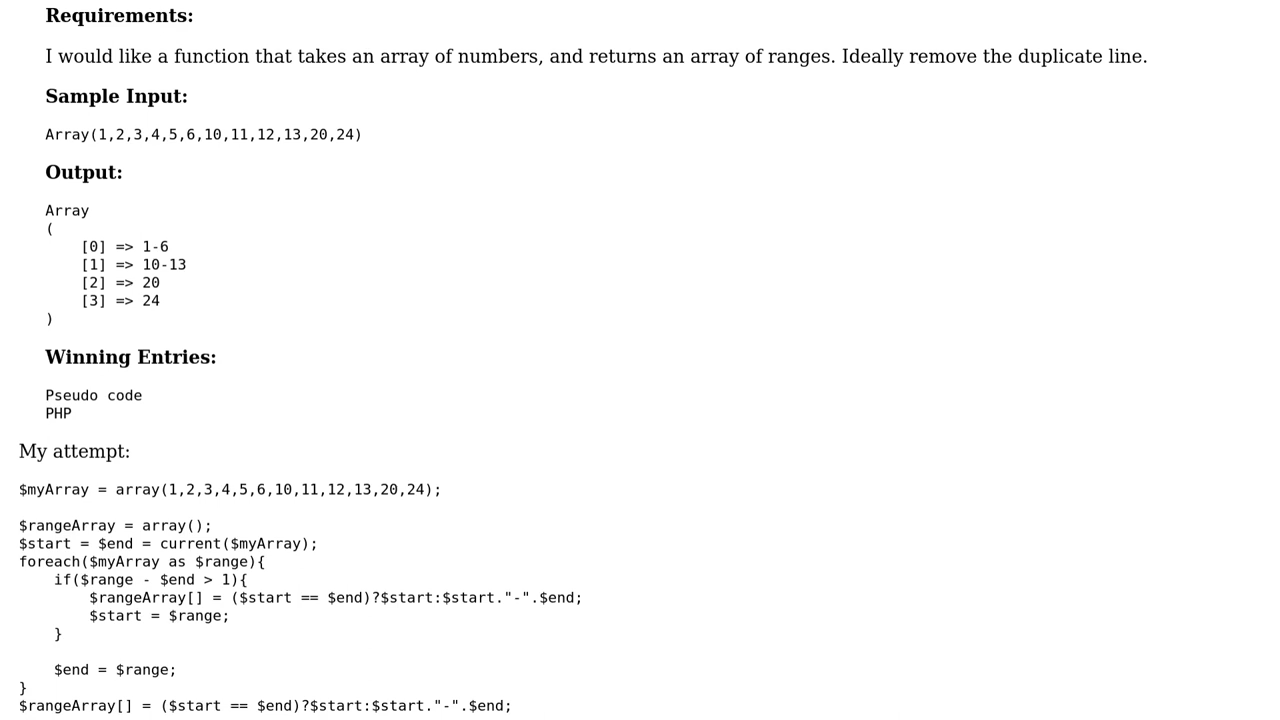 Requirements:
I would like a function that takes an array of numbers, and returns an array of ranges. Ideally remove the duplicate line.
Sample Input:
Array(1,2,3,4,5,6,10,11,12,13,20,24)
Output:
Array
(
    [0] => 1-6
    [1] => 10-13
    [2] => 20
    [3] => 24
)
Winning Entries:
Pseudo code
PHP
My attempt:
$myArray = array(1,2,3,4,5,6,10,11,12,13,20,24);
$rangeArray = array();
$start = $end = current($myArray);
foreach($myArray as $range){
    if($range - $end > 1){
        $rangeArray[] = ($start == $end)?$start:$start."-".$end;
        $start = $range;
    }
    $end = $range;
}
$rangeArray[] = ($start == $end)?$start:$start."-".$end;